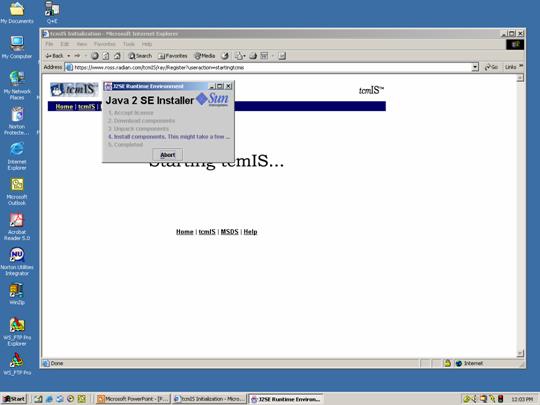 My Documents
Q+E
My Computer
My Network
Places
Norton
Protecte...
Internet
Explorer
Microsoft
Outlook
Acrobat
Reader 5.0
Norton Utilities
Integrator
WinZip
WS_FTP Pro
Explorer
WS_FTP Pro
tcmIS Initialization - Microsoft Internet Explorer
File Edit View Favorites Tools Help
Back Search Favorites Media
Address https://www.ross.radian.com/tcmIS/ray/Register?useraction=startingtcmis Go Links »
tcmIS
tcmIS™
Home | tcmIS |
J2SE Runtime Environment
Java 2 SE Installer Sun
1. Accept license
2. Download components
3. Unpack components
4. Install components. This might take a few ...
5. Completed
Abort
Starting tcmIS...
Home | tcmIS | MSDS | Help
Done Internet
Start Microsoft PowerPoint - [F... tcmIS Initialization - Micro... J2SE Runtime Environ... 12:03 PM